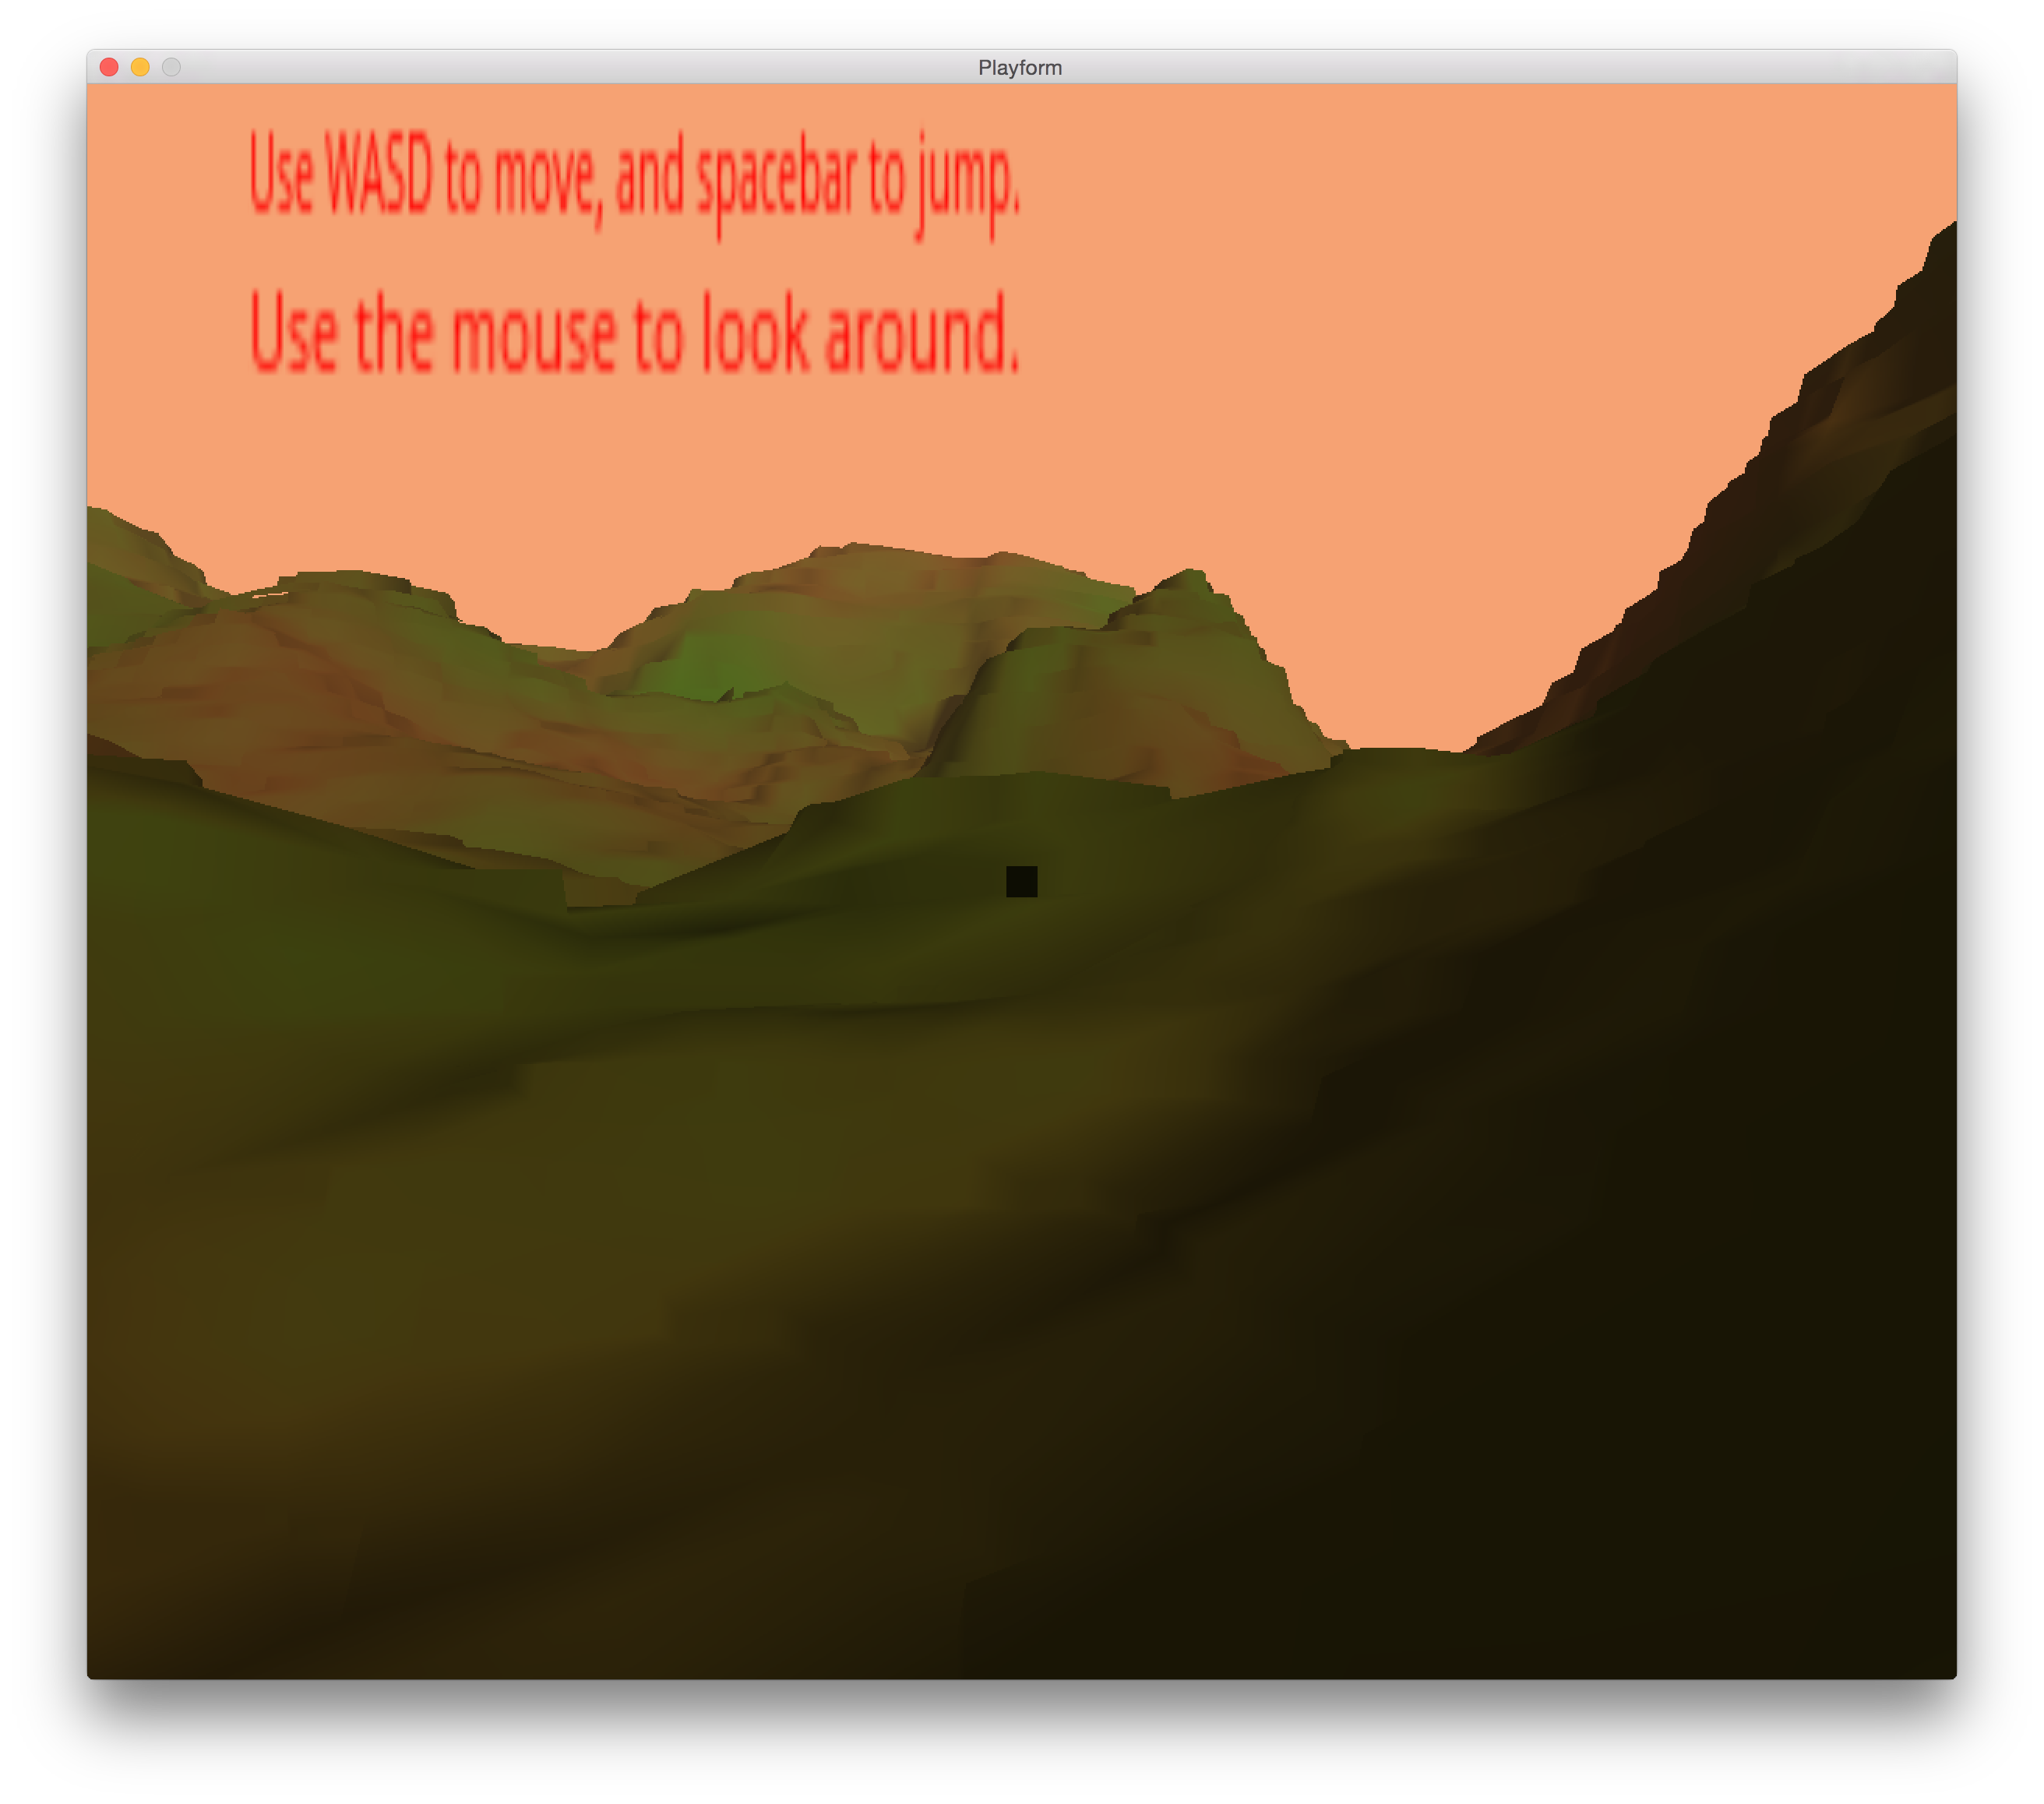 Playform
Use WASD to move, and spacebar to jump.
Use the mouse to look around.